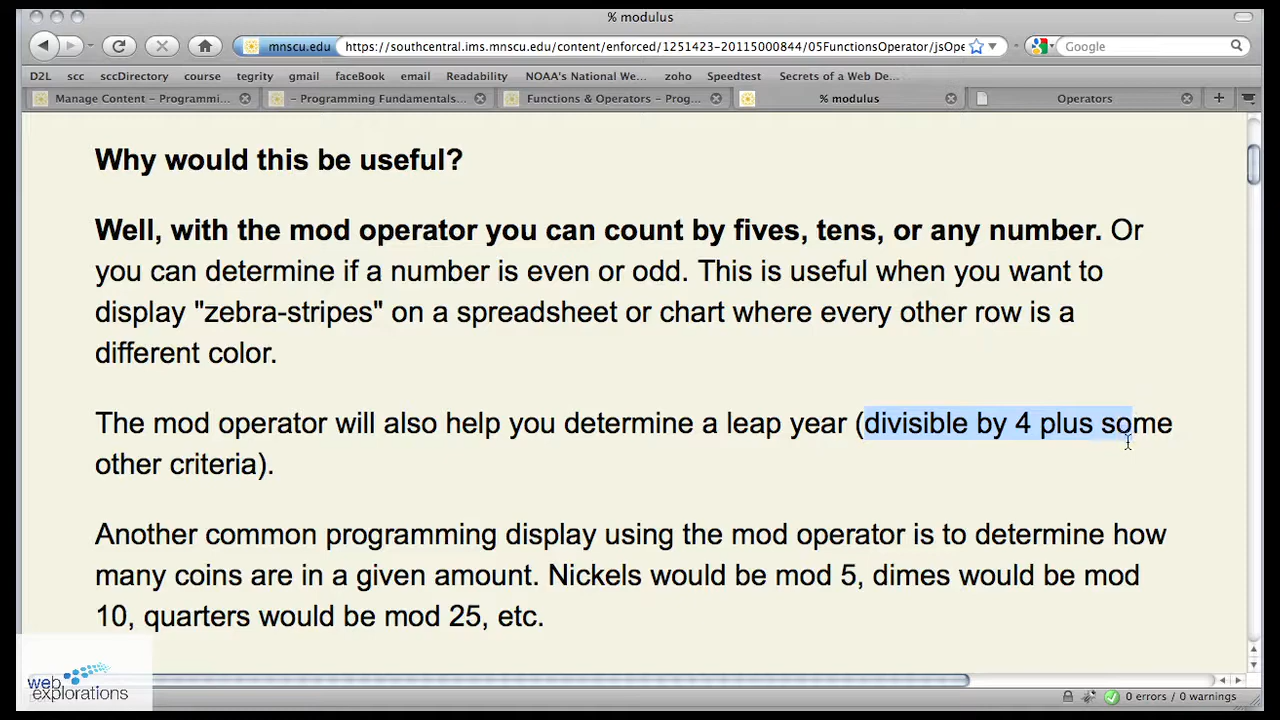 % modulus
mnscu.edu https://southcentral.ims.mnscu.edu/content/enforced/1251423-20115000844/05FunctionsOperator/jsOpe Google
D2L scc sccDirectory course tegrity gmail faceBook email Readability NOAA's National We... zoho Speedtest Secrets of a Web De...
Manage Content – Programmi... – Programming Fundamentals... Functions & Operators – Prog... % modulus Operators
Why would this be useful?
Well, with the mod operator you can count by fives, tens, or any number. Or
you can determine if a number is even or odd. This is useful when you want to
display "zebra-stripes" on a spreadsheet or chart where every other row is a
different color.
The mod operator will also help you determine a leap year (divisible by 4 plus some
other criteria).
Another common programming display using the mod operator is to determine how
many coins are in a given amount. Nickels would be mod 5, dimes would be mod
10, quarters would be mod 25, etc.
web
explorations
0 errors / 0 warnings